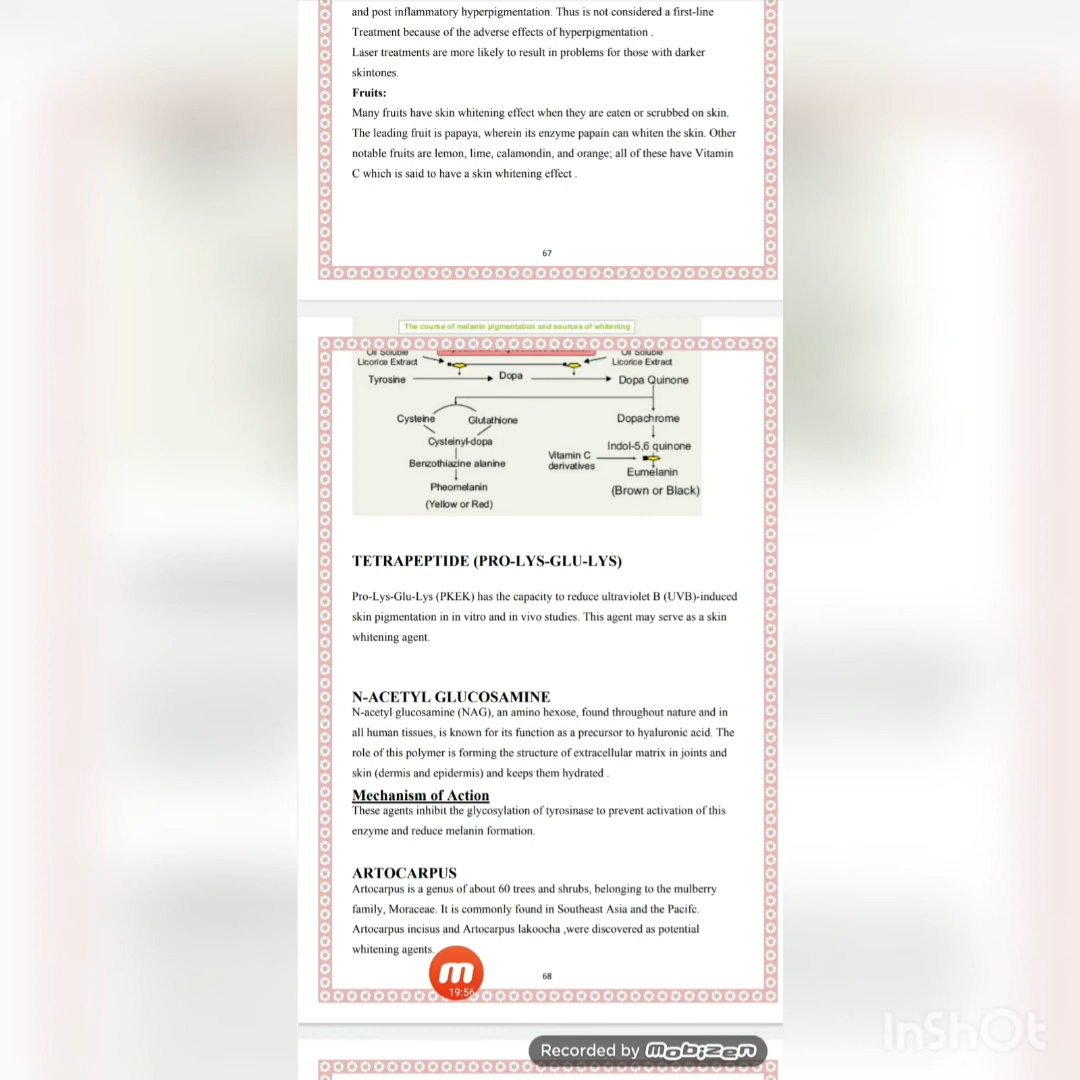 and post inflammatory hyperpigmentation. Thus is not considered a first-line
Treatment because of the adverse effects of hyperpigmentation .
Laser treatments are more likely to result in problems for those with darker
skintones.
Fruits:
Many fruits have skin whitening effect when they are eaten or scrubbed on skin.
The leading fruit is papaya, wherein its enzyme papain can whiten the skin. Other
notable fruits are lemon, lime, calamondin, and orange; all of these have Vitamin
C which is said to have a skin whitening effect .
67
The course of melanin pigmentation and sources of whitening
Oil Soluble
Licorice Extract
Oil Soluble
Licorice Extract
Tyrosine
Dopa
Dopa Quinone
Cysteine
Glutathione
Dopachrome
Cysteinyl-dopa
Indol-5,6 quinone
Benzothiazine alanine
Vitamin C
derivatives
Eumelanin
Pheomelanin
(Brown or Black)
(Yellow or Red)
TETRAPEPTIDE (PRO-LYS-GLU-LYS)
Pro-Lys-Glu-Lys (PKEK) has the capacity to reduce ultraviolet B (UVB)-induced
skin pigmentation in in vitro and in vivo studies. This agent may serve as a skin
whitening agent.
N-ACETYL GLUCOSAMINE
N-acetyl glucosamine (NAG), an amino hexose, found throughout nature and in
all human tissues, is known for its function as a precursor to hyaluronic acid. The
role of this polymer is forming the structure of extracellular matrix in joints and
skin (dermis and epidermis) and keeps them hydrated .
Mechanism of Action
These agents inhibit the glycosylation of tyrosinase to prevent activation of this
enzyme and reduce melanin formation.
ARTOCARPUS
Artocarpus is a genus of about 60 trees and shrubs, belonging to the mulberry
family, Moraceae. It is commonly found in Southeast Asia and the Pacifc.
Artocarpus incisus and Artocarpus lakoocha ,were discovered as potential
whitening agents.
m
19:56
68
InShOt
Recorded by mobizen